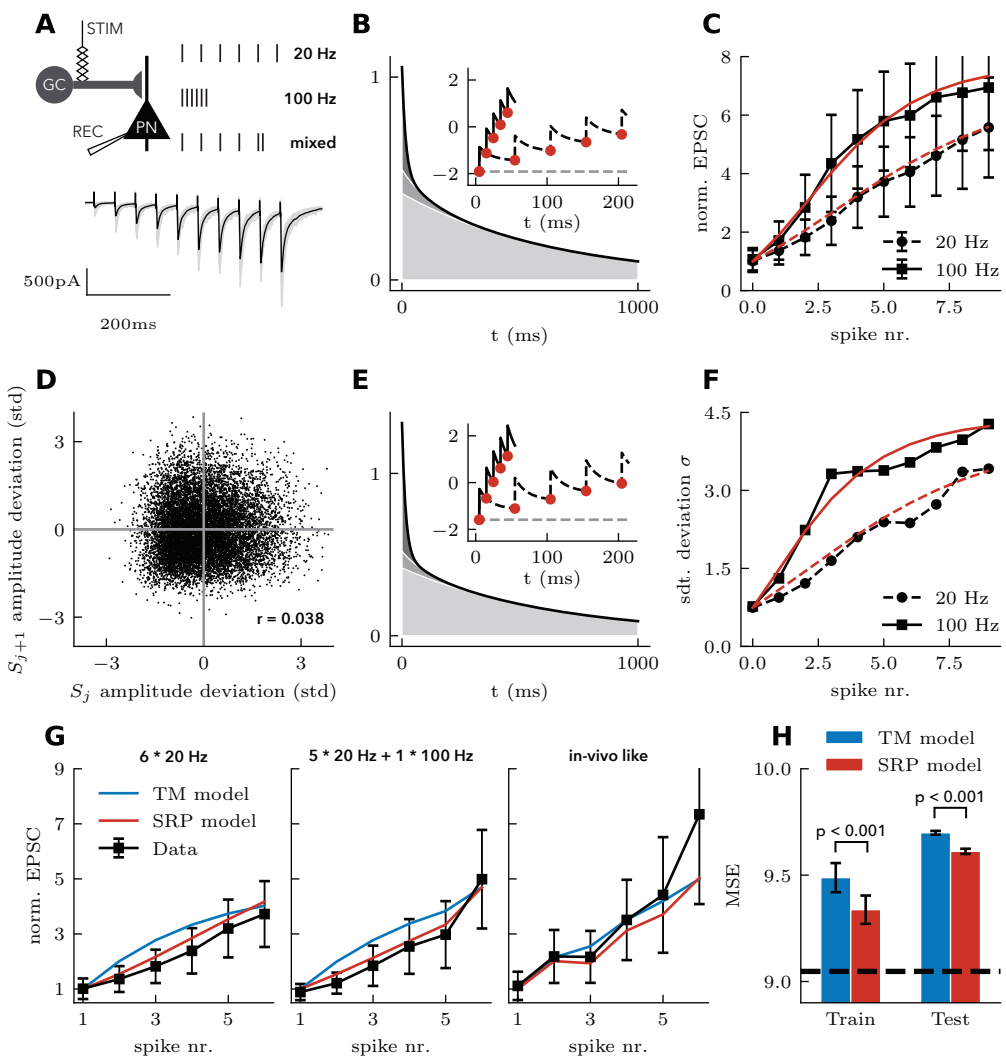 A
STIM
GC
PN
REC
20 Hz
100 Hz
mixed
500pA
200ms
B
1
0
2
0
−2
0
100
200
t (ms)
0
1000
t (ms)
C
norm. EPSC
8
6
4
2
20 Hz
100 Hz
0.0
2.5
5.0
7.5
spike nr.
D
S_{j+1} amplitude deviation (std)
3
0
−3
r = 0.038
−3
0
3
S_j amplitude deviation (std)
E
1
0
2
0
−2
0
100
200
t (ms)
0
1000
t (ms)
F
sdt. deviation σ
4.5
3.0
1.5
0.0
20 Hz
100 Hz
0.0
2.5
5.0
7.5
spike nr.
G
norm. EPSC
9
7
5
3
1
6 * 20 Hz
TM model
SRP model
Data
1
3
5
spike nr.
5 * 20 Hz + 1 * 100 Hz
1
3
5
spike nr.
in-vivo like
1
3
5
spike nr.
H
TM model
SRP model
MSE
10.0
9.5
9.0
p < 0.001
p < 0.001
Train
Test